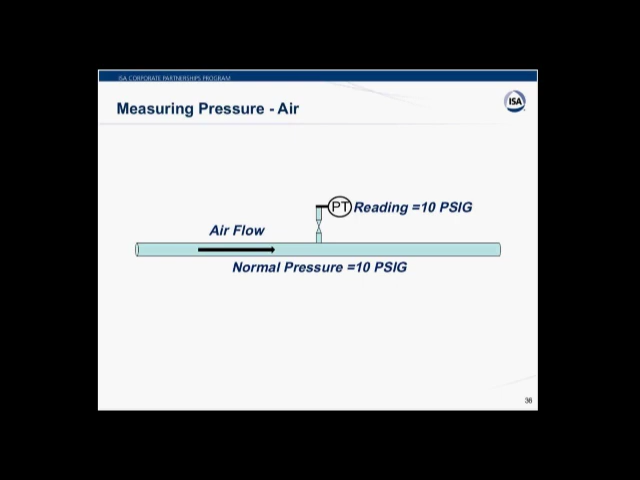 ISA CORPORATE PARTNERSHIPS PROGRAM
Measuring Pressure - Air
ISA
PT Reading =10 PSIG
Air Flow
Normal Pressure =10 PSIG
36